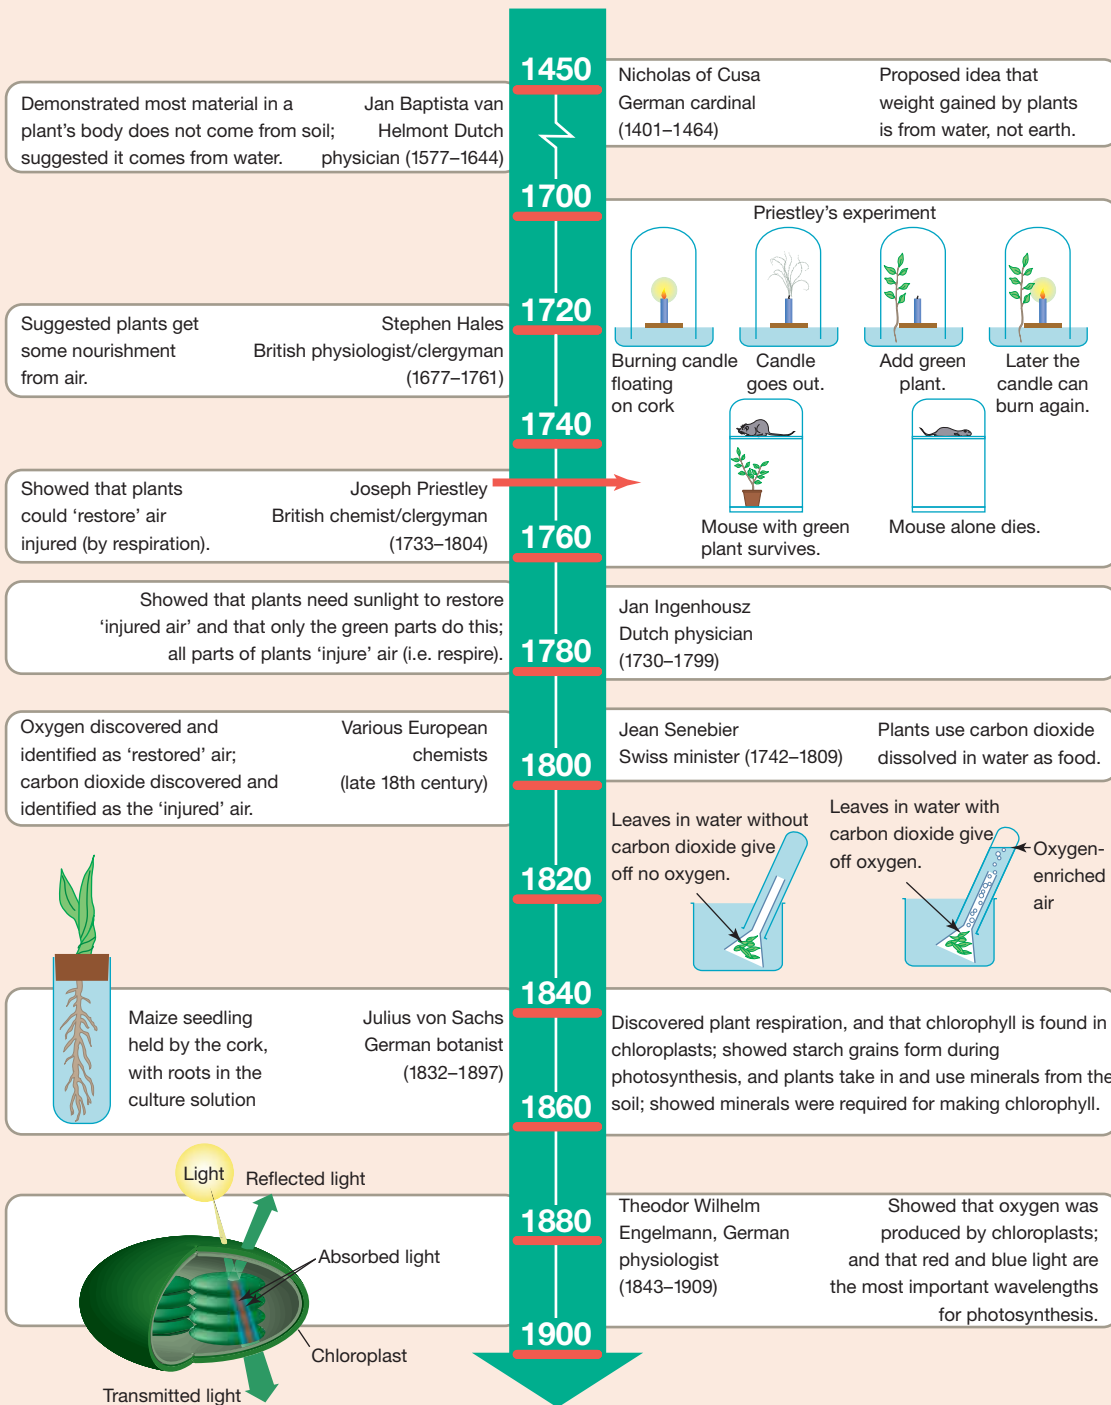 1450
Nicholas of Cusa
German cardinal
(1401–1464)
Proposed idea that
weight gained by plants
is from water, not earth.
Demonstrated most material in a
plant’s body does not come from soil;
suggested it comes from water.
Jan Baptista van
Helmont Dutch
physician (1577–1644)
1700
Priestley’s experiment
Burning candle
floating
on cork
Candle
goes out.
Add green
plant.
Later the
candle can
burn again.
Mouse with green
plant survives.
Mouse alone dies.
1720
Suggested plants get
some nourishment
from air.
Stephen Hales
British physiologist/clergyman
(1677–1761)
1740
Showed that plants
could ‘restore’ air
injured (by respiration).
Joseph Priestley
British chemist/clergyman
(1733–1804)
1760
Showed that plants need sunlight to restore
‘injured air’ and that only the green parts do this;
all parts of plants ‘injure’ air (i.e. respire).
Jan Ingenhousz
Dutch physician
(1730–1799)
1780
Oxygen discovered and
identified as ‘restored’ air;
carbon dioxide discovered and
identified as the ‘injured’ air.
Various European
chemists
(late 18th century)
Jean Senebier
Swiss minister (1742–1809)
Plants use carbon dioxide
dissolved in water as food.
1800
Leaves in water without
carbon dioxide give
off no oxygen.
Leaves in water with
carbon dioxide give
off oxygen.
Oxygen-
enriched
air
1820
1840
Maize seedling
held by the cork,
with roots in the
culture solution
Julius von Sachs
German botanist
(1832–1897)
Discovered plant respiration, and that chlorophyll is found in
chloroplasts; showed starch grains form during
photosynthesis, and plants take in and use minerals from the
soil; showed minerals were required for making chlorophyll.
1860
Light
Reflected light
Absorbed light
Chloroplast
Transmitted light
1880
Theodor Wilhelm
Engelmann, German
physiologist
(1843–1909)
Showed that oxygen was
produced by chloroplasts;
and that red and blue light are
the most important wavelengths
for photosynthesis.
1900